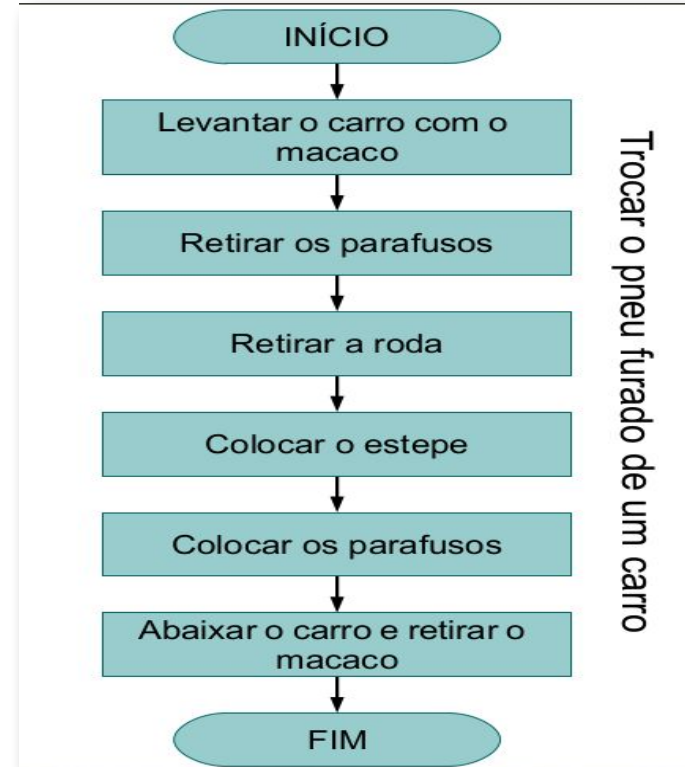 INÍCIO
Levantar o carro com o
macaco
Retirar os parafusos
Retirar a roda
Colocar o estepe
Colocar os parafusos
Abaixar o carro e retirar o
macaco
FIM
Trocar o pneu furado de um carro